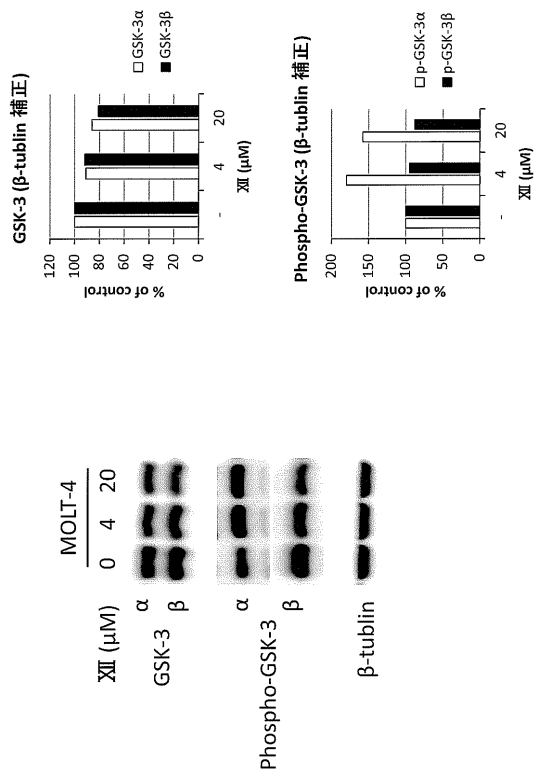 MOLT-4
XII (μM) 0 4 20
GSK-3 α
β
Phospho-GSK-3 α
β
β-tublin
GSK-3 (β-tublin 補正)
% of control
120
100
80
60
40
20
0
- 4 20
XII (μM)
GSK-3α
GSK-3β
Phospho-GSK-3 (β-tublin 補正)
% of control
200
150
100
50
0
- 4 20
XII (μM)
p-GSK-3α
p-GSK-3β